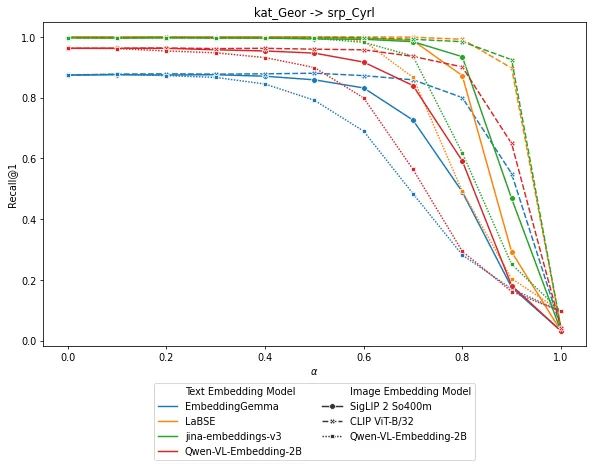 kat_Geor -> srp_Cyrl
Recall@1
1.0
0.8
0.6
0.4
0.2
0.0
0.0 0.2 0.4 0.6 0.8 1.0
α
Text Embedding Model
EmbeddingGemma
LaBSE
jina-embeddings-v3
Qwen-VL-Embedding-2B
Image Embedding Model
SigLIP 2 So400m
CLIP ViT-B/32
Qwen-VL-Embedding-2B